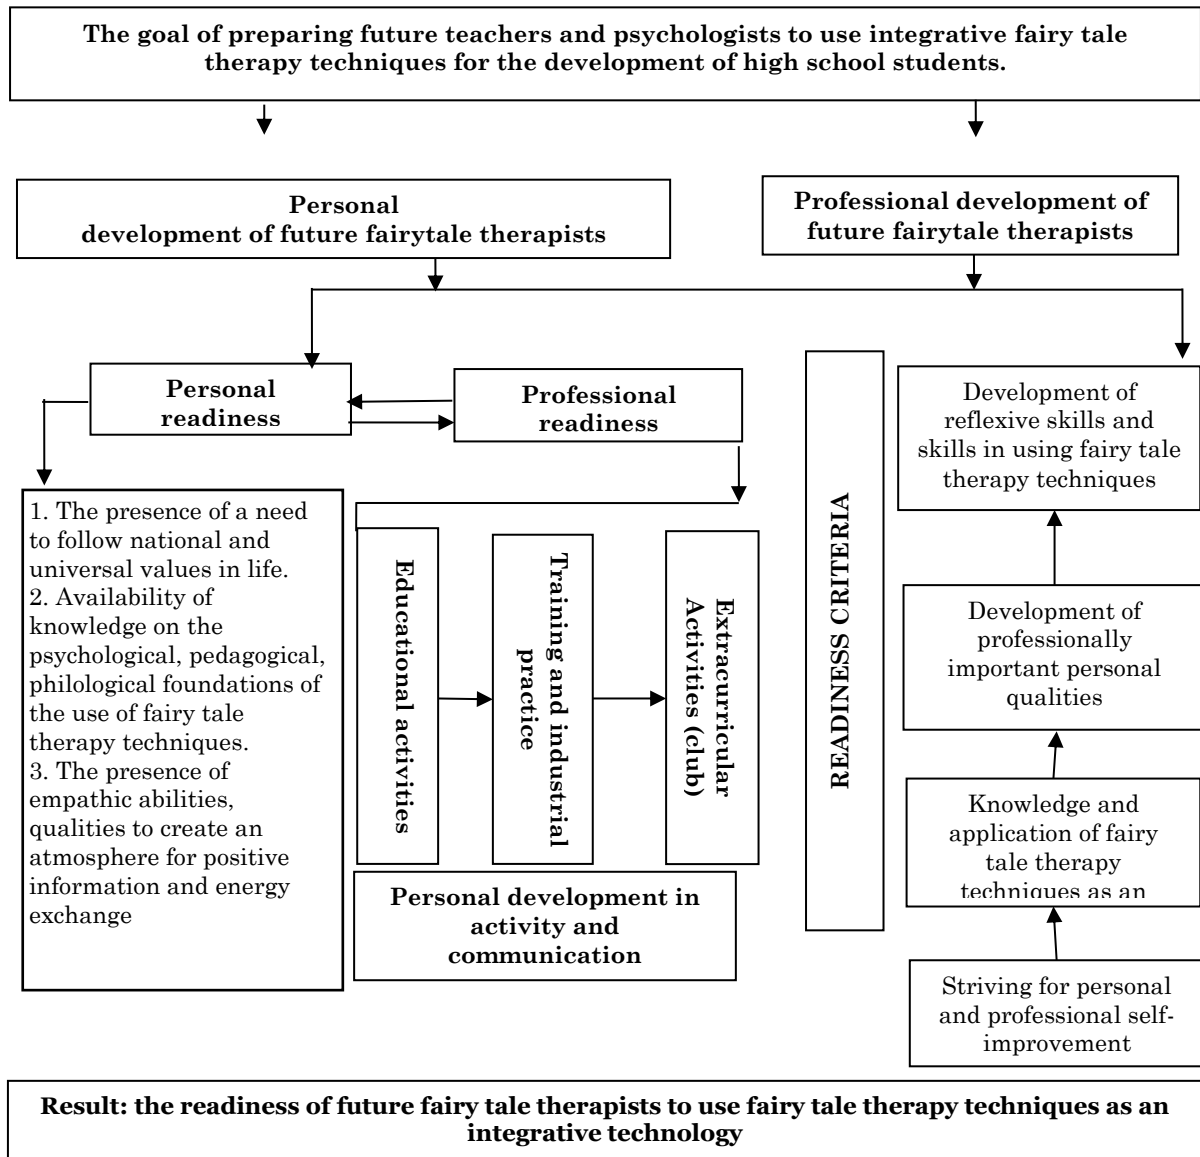 The goal of preparing future teachers and psychologists to use integrative fairy tale
therapy techniques for the development of high school students.
Personal
development of future fairytale therapists
Professional development of
future fairytale therapists
Personal
readiness
Professional
readiness
1. The presence of a need
to follow national and
universal values in life.
2. Availability of
knowledge on the
psychological, pedagogical,
philological foundations of
the use of fairy tale
therapy techniques.
3. The presence of
empathic abilities,
qualities to create an
atmosphere for positive
information and energy
exchange
Educational activities
Training and industrial
practice
Extracurricular
Activities (club)
Personal development in
activity and
communication
READINESS CRITERIA
Development of
reflexive skills and
skills in using fairy tale
therapy techniques
Development of
professionally
important personal
qualities
Knowledge and
application of fairy
tale therapy
techniques as an
Striving for personal
and professional self-
improvement
Result: the readiness of future fairy tale therapists to use fairy tale therapy techniques as an
integrative technology